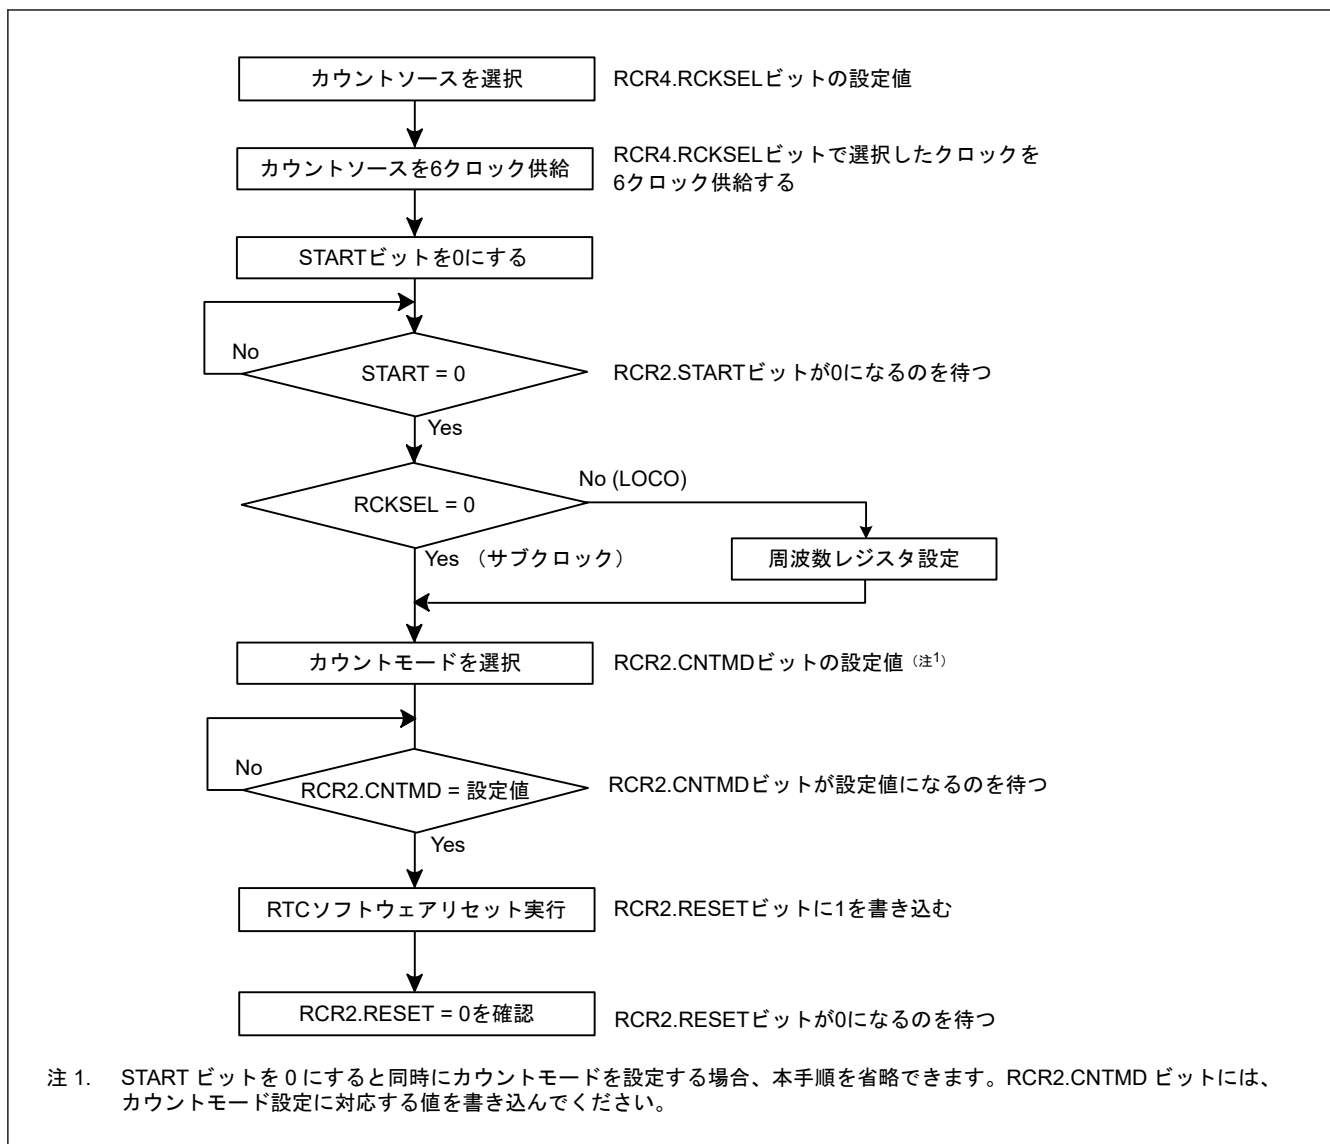 カウントソースを選択
RCR4.RCKSELビットの設定値
カウントソースを6クロック供給
RCR4.RCKSELビットで選択したクロックを
6クロック供給する
STARTビットを0にする
No
START = 0
RCR2.STARTビットが0になるのを待つ
Yes
No (LOCO)
RCKSEL = 0
Yes （サブクロック）
周波数レジスタ設定
カウントモードを選択
RCR2.CNTMDビットの設定値（注1）
No
RCR2.CNTMD = 設定値
RCR2.CNTMDビットが設定値になるのを待つ
Yes
RTCソフトウェアリセット実行
RCR2.RESETビットに1を書き込む
RCR2.RESET = 0を確認
RCR2.RESETビットが0になるのを待つ
注 1. START ビットを 0 にすると同時にカウントモードを設定する場合、本手順を省略できます。RCR2.CNTMD ビットには、
カウントモード設定に対応する値を書き込んでください。